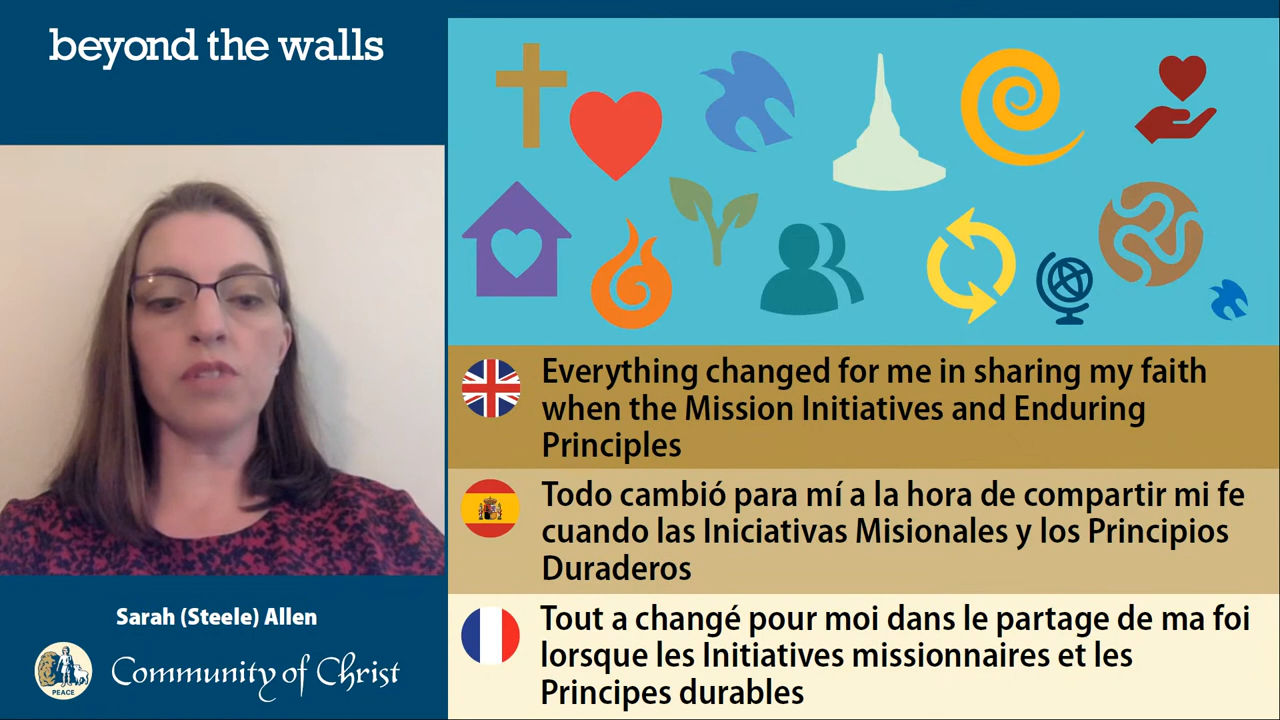 beyond the walls
Sarah (Steele) Allen
PEACE
Community of Christ
Everything changed for me in sharing my faith
when the Mission Initiatives and Enduring
Principles
Todo cambió para mí a la hora de compartir mi fe
cuando las Iniciativas Misionales y los Principios
Duraderos
Tout a changé pour moi dans le partage de ma foi
lorsque les Initiatives missionnaires et les
Principes durables